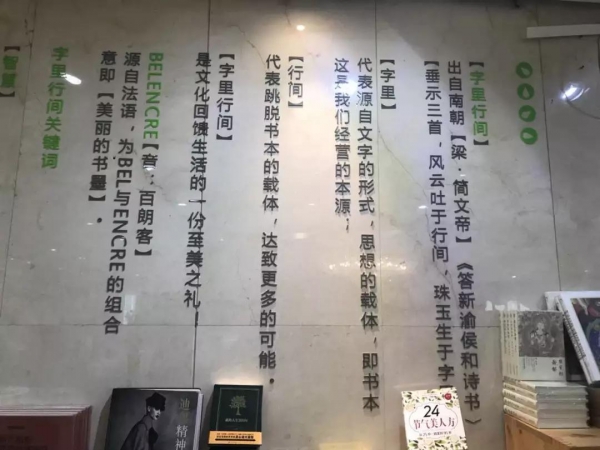 【字里行间】
出自南朝【梁·简文帝】《答新渝侯和诗书》
【垂示三首，风云吐于行间，珠玉生于字
【字里】
代表源自文字的形式，思想的载体，即书本
这是我们经营的本源；
【行间】
代表跳脱书本的载体，达致更多的可能。
【字里行间】
是文化回馈生活的一份至美之礼！
BELENCRE【音：百朗客】
源自法语，为BEL与ENCRE的组合
意即【美丽的书墨】。
字里行间关键词
【智慧】
迪
精神
24
节气美人方